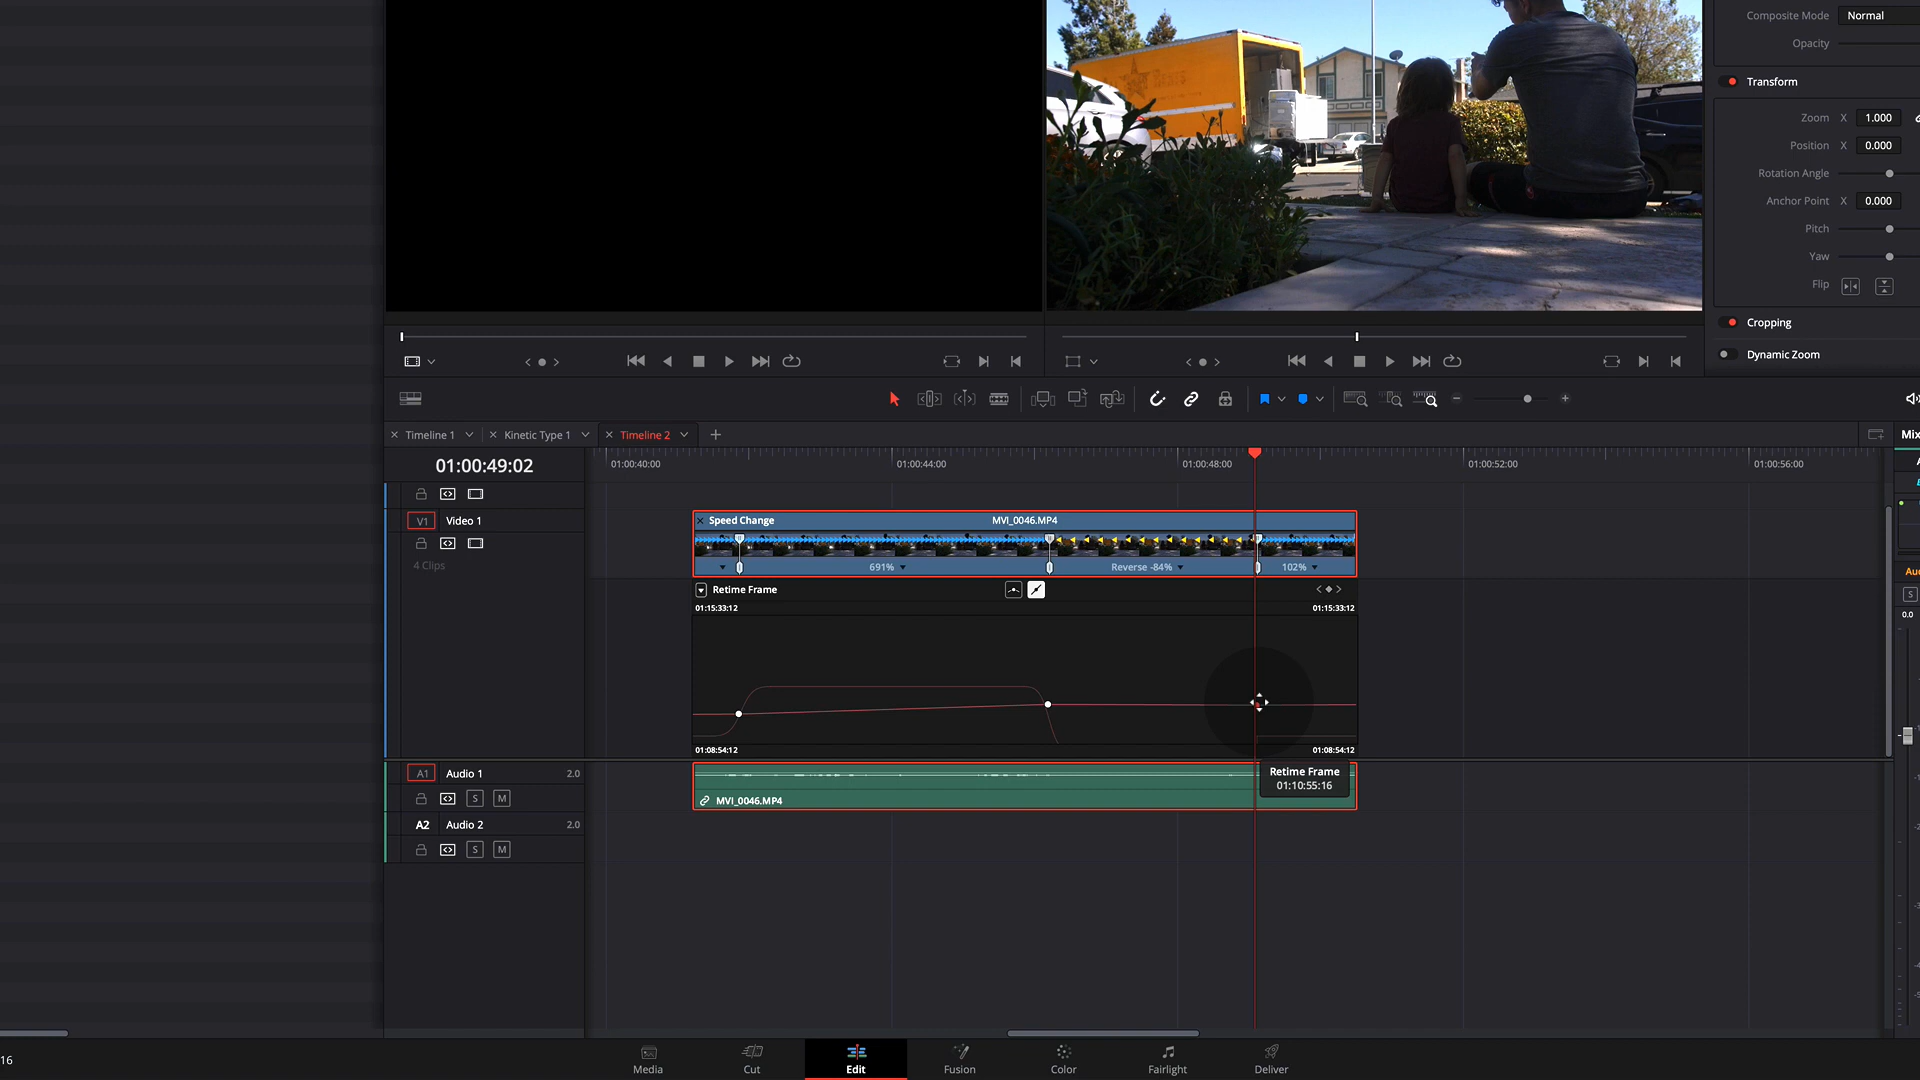 Composite Mode Normal
Opacity
Transform
Zoom X 1.000
Position X 0.000
Rotation Angle
Anchor Point X 0.000
Pitch
Yaw
Flip
Cropping
Dynamic Zoom
Timeline 1 Kinetic Type 1 Timeline 2
Mix
01:00:49:02
01:00:40:00 01:00:44:00 01:00:48:00 01:00:52:00 01:00:56:00
V1 Video 1
4 Clips
Speed Change MVI_0046.MP4
691% Reverse -84% 102%
Retime Frame
01:15:33:12 01:15:33:12
01:08:54:12 01:08:54:12
Aud
S
0.0
A1 Audio 1 2.0
S M
Retime Frame
01:10:55:16
MVI_0046.MP4
A2 Audio 2 2.0
S M
16
Media Cut Edit Fusion Color Fairlight Deliver